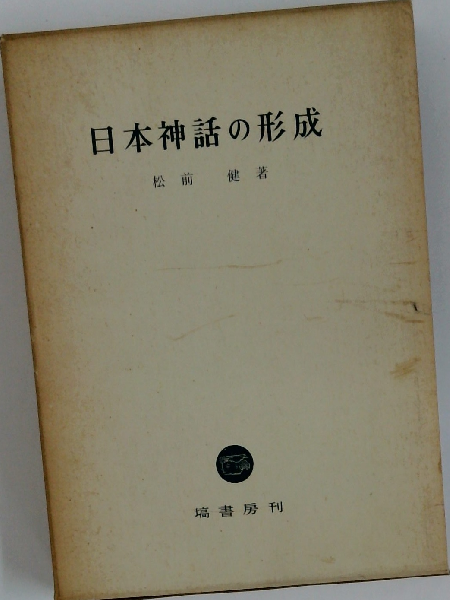 日本神話の形成
松前 健著
塙書房刊